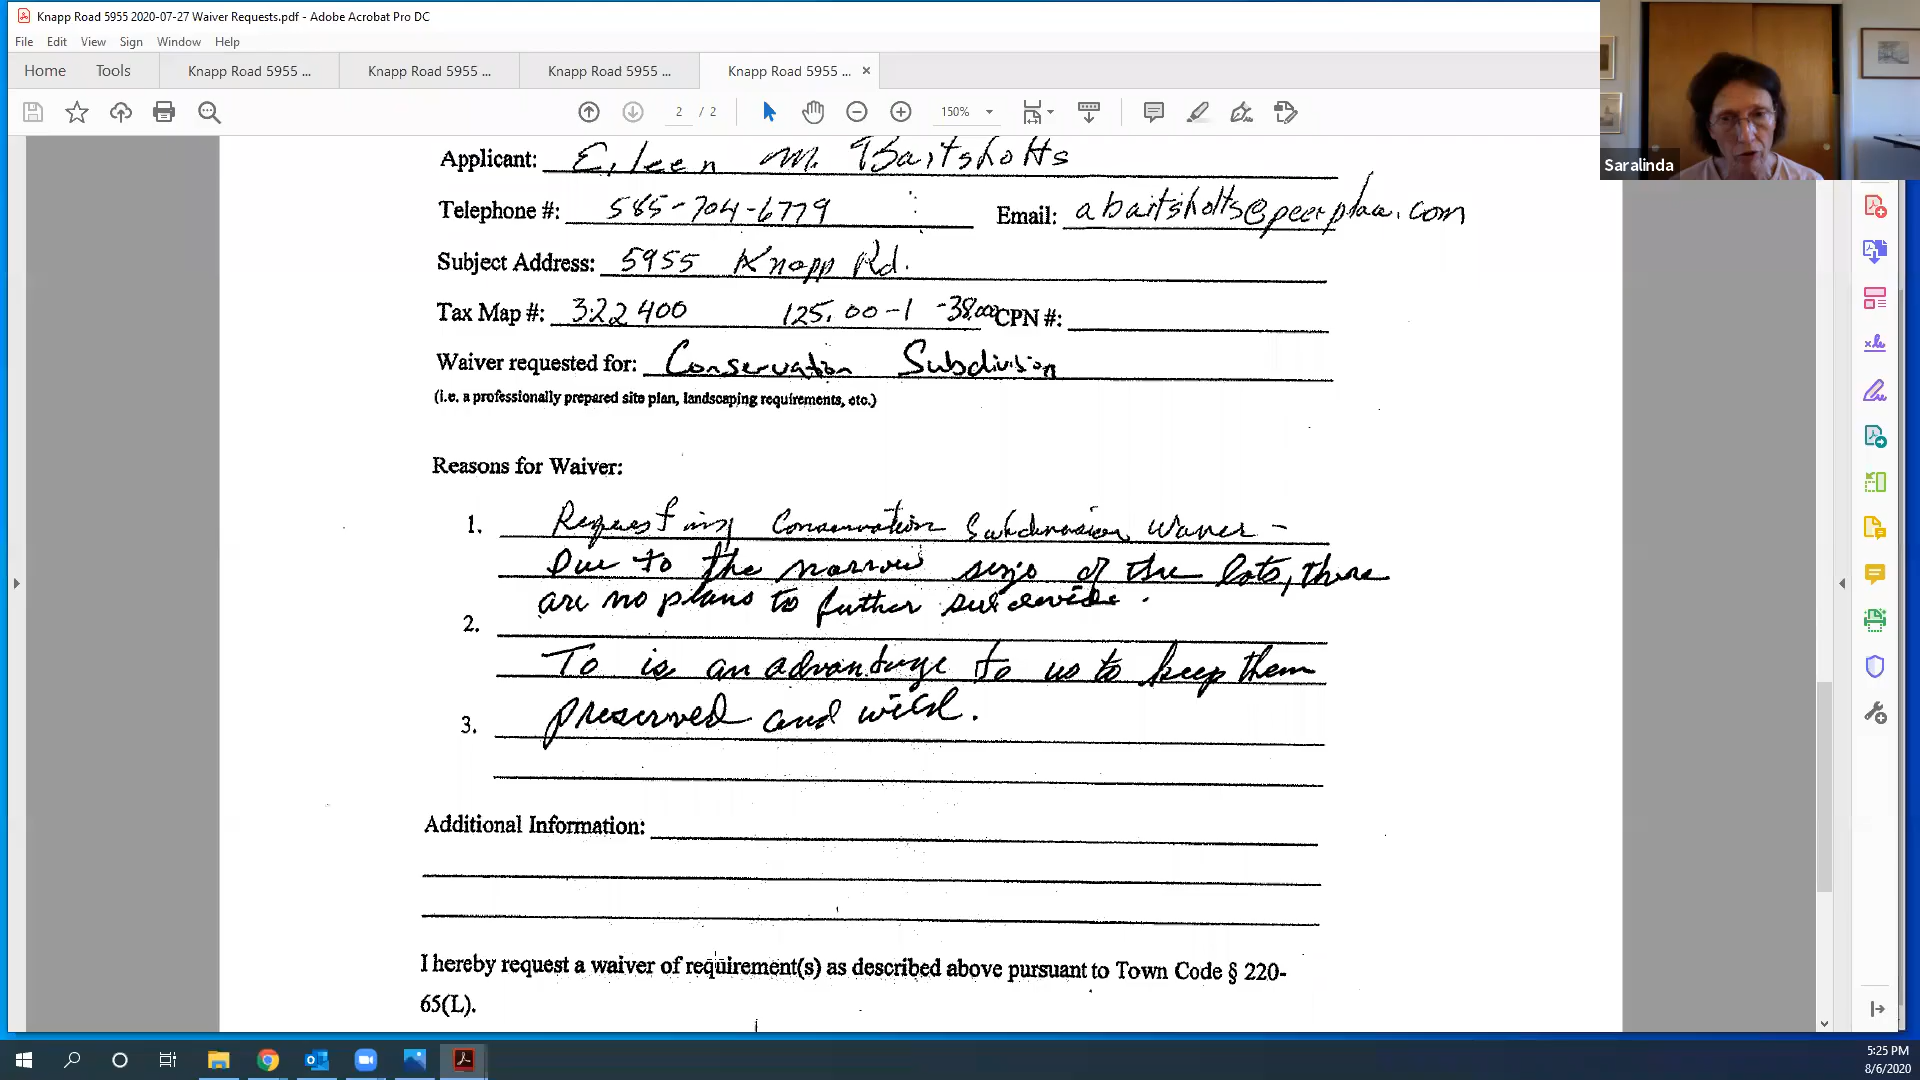 Knapp Road 5955 2020-07-27 Waiver Requests.pdf - Adobe Acrobat Pro DC
File Edit View Sign Window Help
Home Tools Knapp Road 5955 ... Knapp Road 5955 ... Knapp Road 5955 ... Knapp Road 5955 ... ×
2 / 2 150%
Saralinda
Applicant: Eileen M. Baitsholts
Telephone #: 585-704-6779 Email: abaitsholts@peerplaa.com
Subject Address: 5955 Knapp Rd.
Tax Map #: 322400 125.00-1 -38.000 CPN #:
Waiver requested for: Conservation Subdivision
(i.e. a professionally prepared site plan, landscaping requirements, etc.)
Reasons for Waiver:
1. Requesting Conservation Subdivision Waver -
Due to the narrow size of the lots, there
are no plans to further subdivide.
2.
To is an advantage to us to keep them
3. preserved and wild.
Additional Information:
I hereby request a waiver of requirement(s) as described above pursuant to Town Code § 220-
65(L).
5:25 PM
8/6/2020